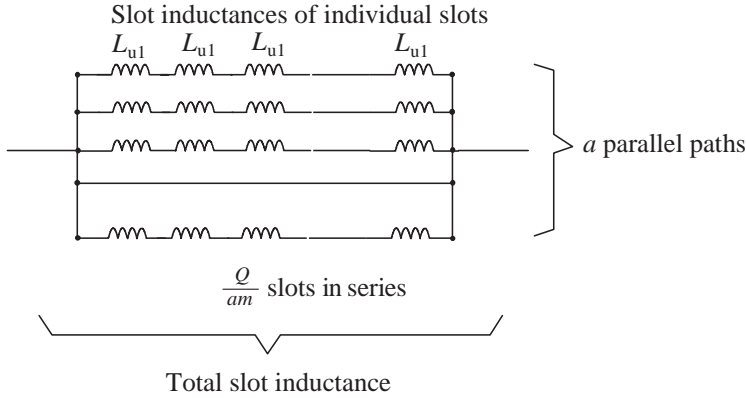 Slot inductances of individual slots
L_u1 L_u1 L_u1 L_u1
a parallel paths
Q/am slots in series
Total slot inductance